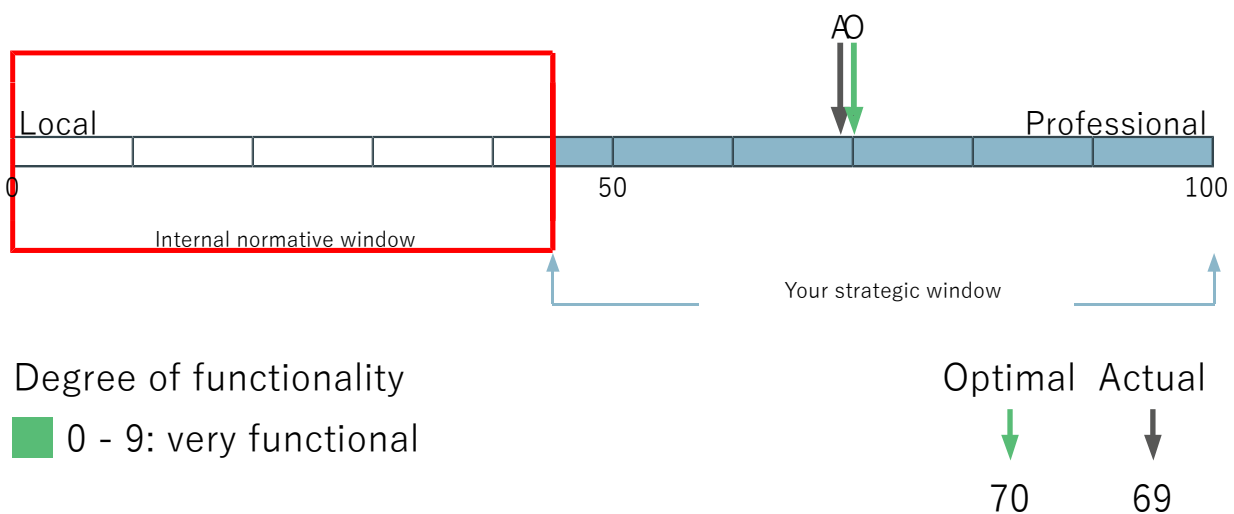 AO
Local
Professional
0
50
100
Internal normative window
Your strategic window
Degree of functionality
Optimal Actual
0 - 9: very functional
70
69